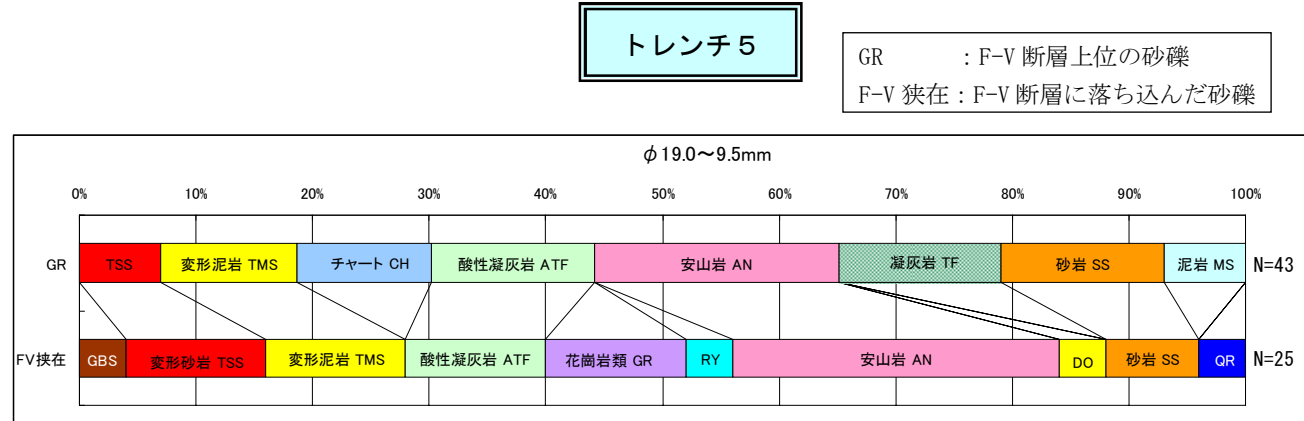 トレンチ５
GR : F-V 断層上位の砂礫
F-V 狭在 : F-V 断層に落ち込んだ砂礫
φ19.0～9.5mm
0% 10% 20% 30% 40% 50% 60% 70% 80% 90% 100%
GR TSS 変形泥岩 TMS チャート CH 酸性凝灰岩 ATF 安山岩 AN 凝灰岩 TF 砂岩 SS 泥岩 MS N=43
FV挟在 GBS 変形砂岩 TSS 変形泥岩 TMS 酸性凝灰岩 ATF 花崗岩類 GR RY 安山岩 AN DO 砂岩 SS QR N=25